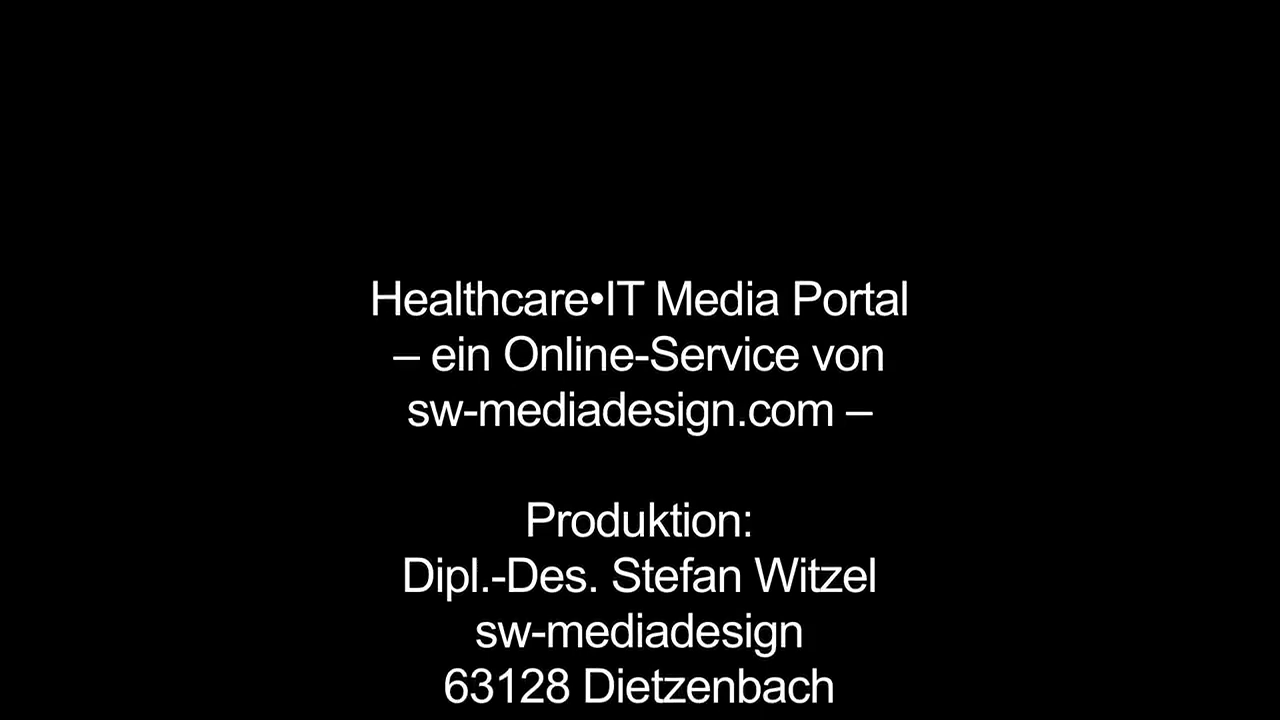 Healthcare•IT Media Portal
– ein Online-Service von
sw-mediadesign.com –
Produktion:
Dipl.-Des. Stefan Witzel
sw-mediadesign
63128 Dietzenbach